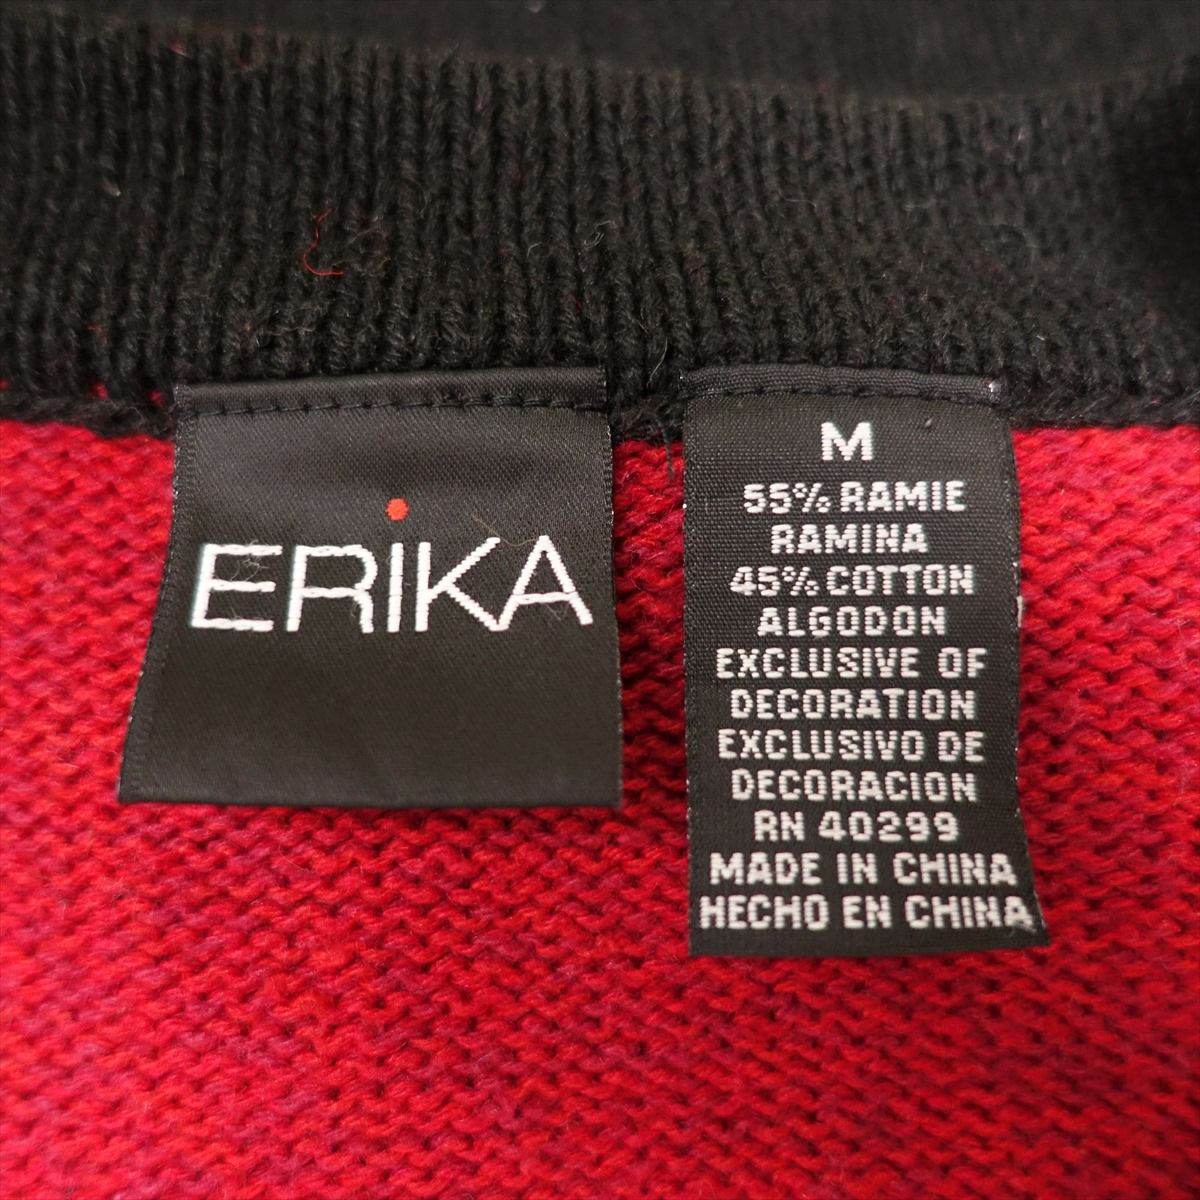 ERiKA
M
55% RAMIE
RAMINA
45% COTTON
ALGODON
EXCLUSIVE OF
DECORATION
EXCLUSIVO DE
DECORACION
RN 40299
MADE IN CHINA
HECHO EN CHINA